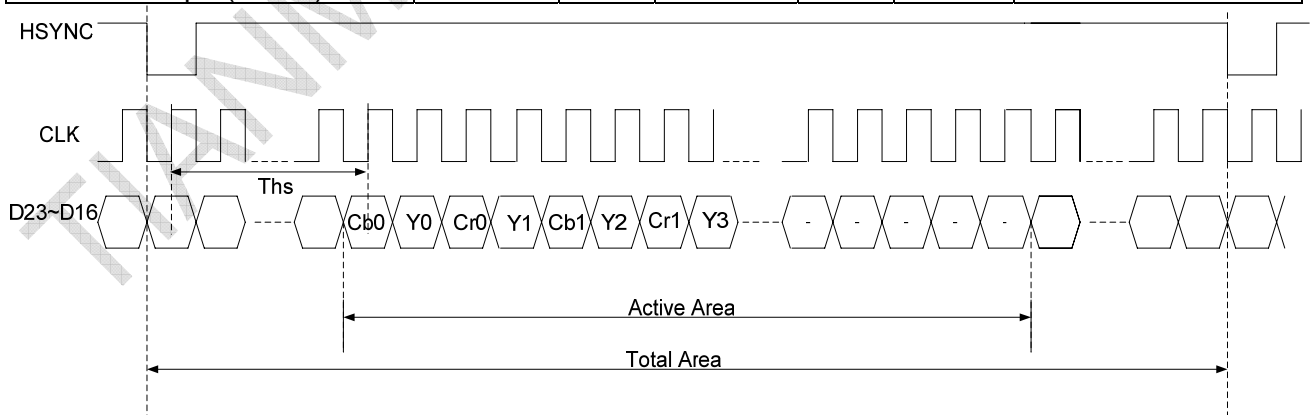 HSYNC
CLK
Ths
D23~D16 Cb0 Y0 Cr0 Y1 Cb1 Y2 Cr1 Y3 - - - - -
Active Area
Total Area